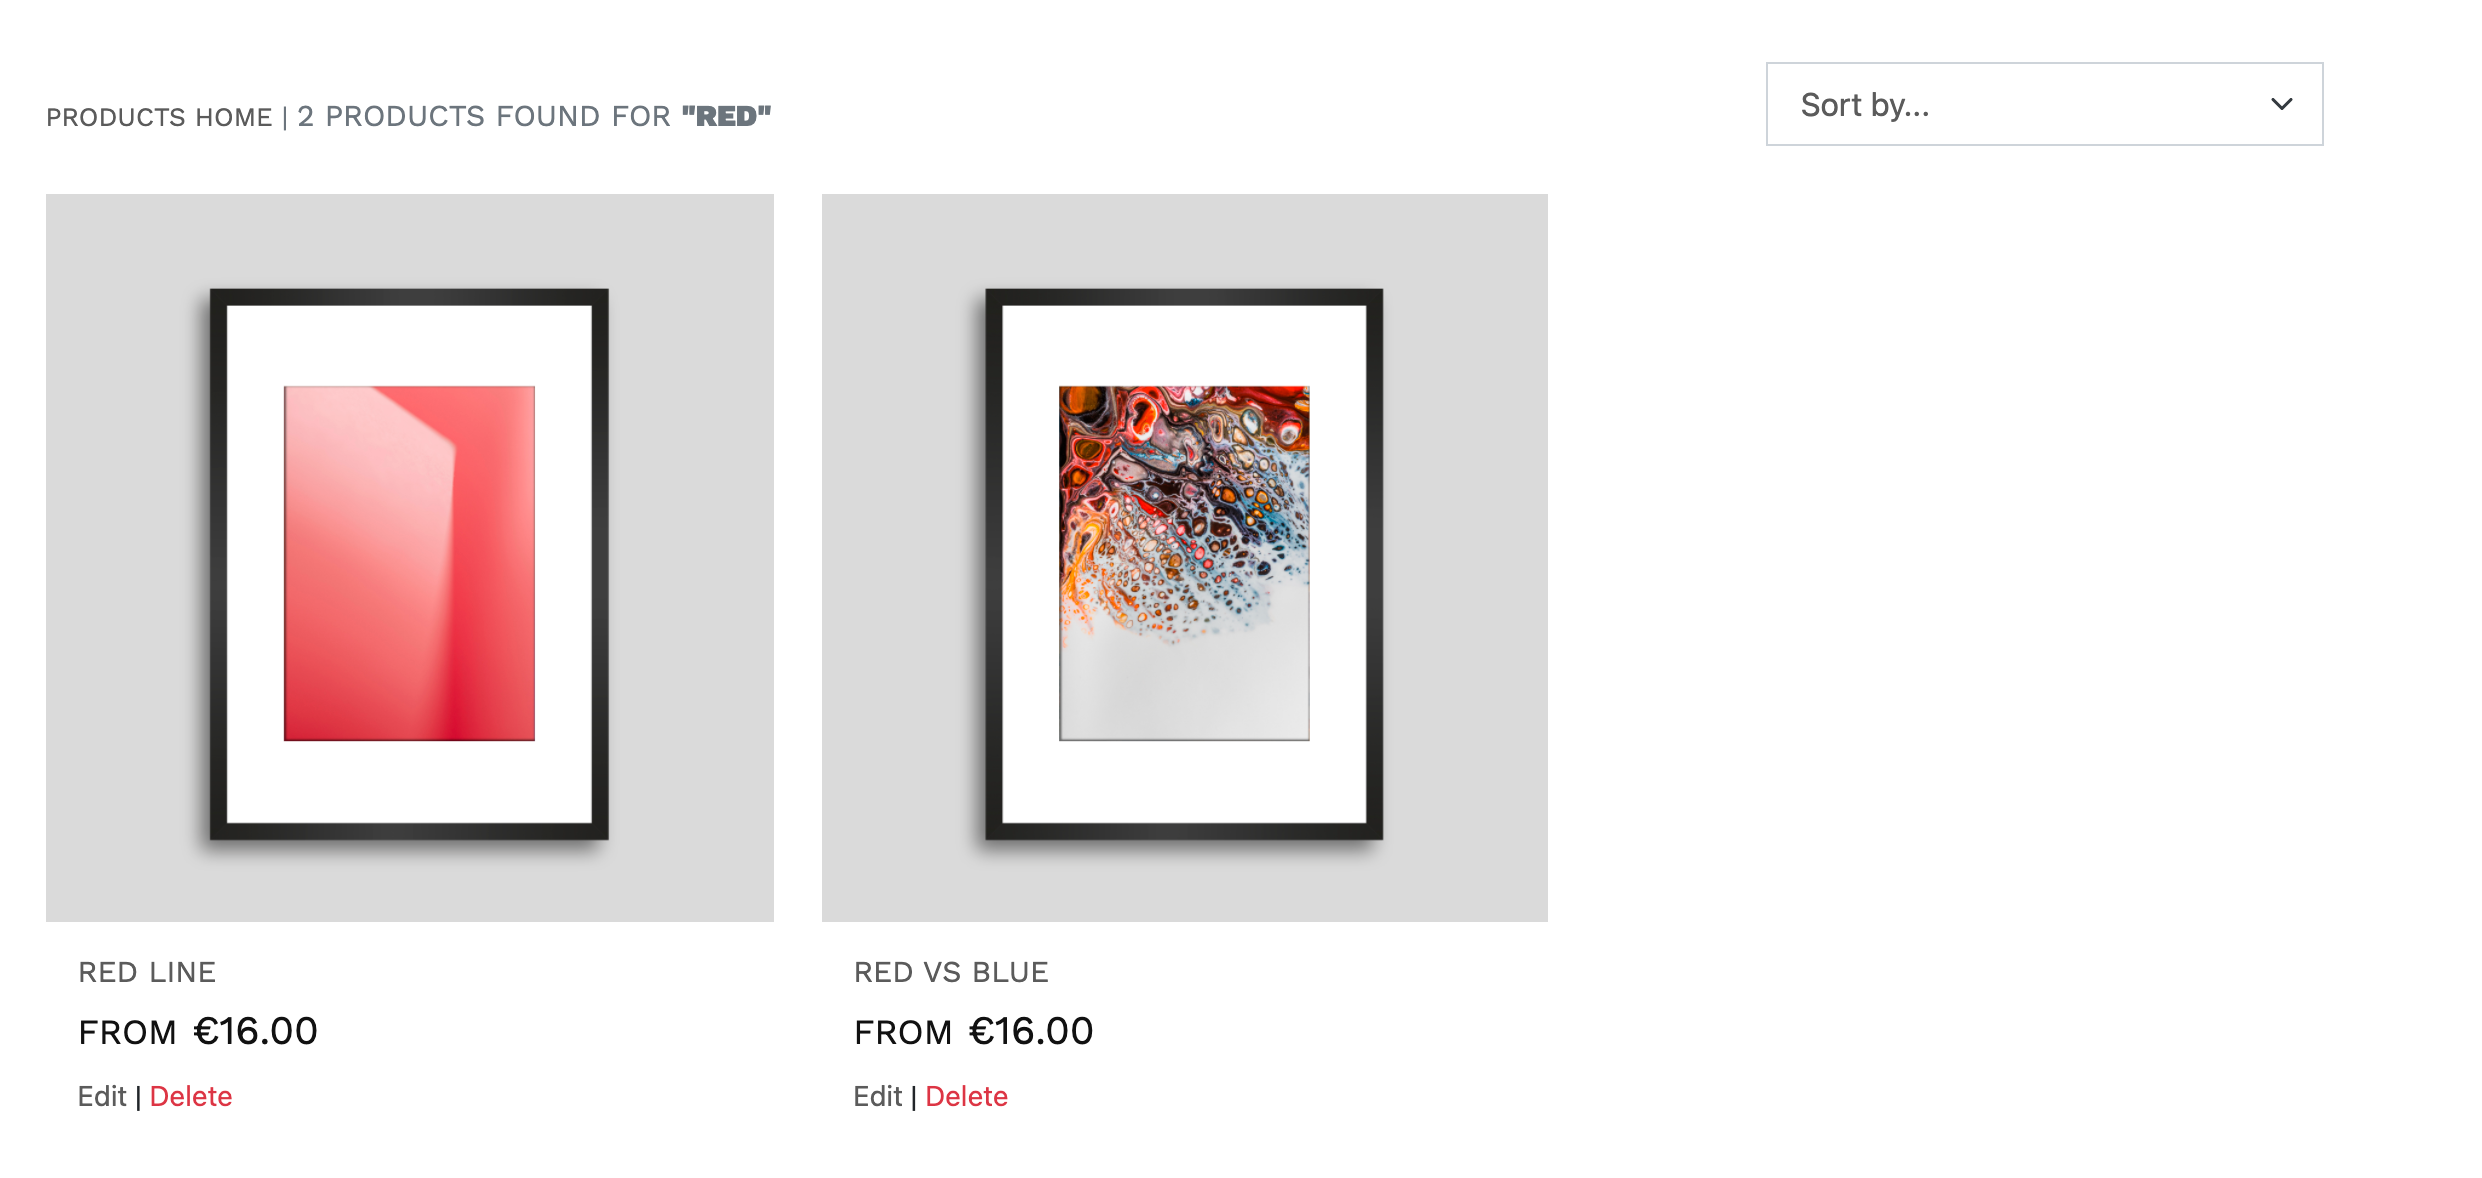 PRODUCTS HOME | 2 PRODUCTS FOUND FOR "RED"
Sort by...
RED LINE
FROM €16.00
Edit | Delete
RED VS BLUE
FROM €16.00
Edit | Delete